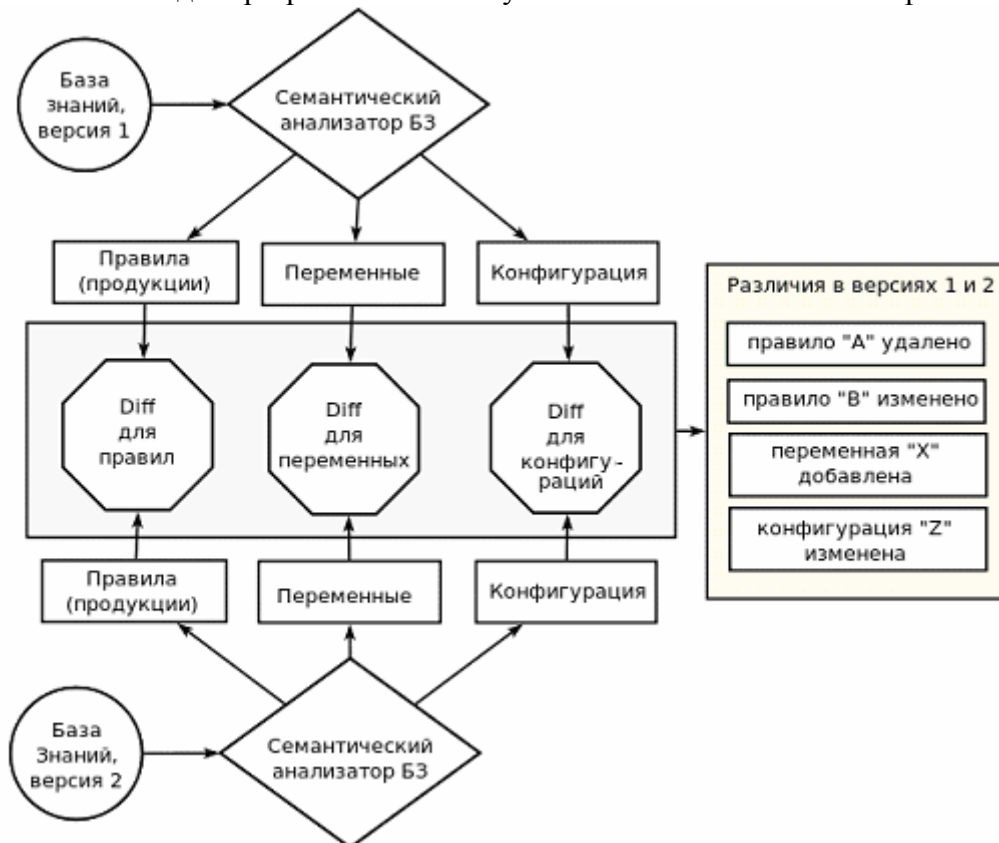 База
знаний,
версия 1
Семантический
анализатор БЗ
Правила
(продукции)
Переменные
Конфигурация
Diff
для
правил
Diff
для
переменных
Diff
для
конфигу-
раций
Различия в версиях 1 и 2
правило "A" удалено
правило "B" изменено
переменная "X"
добавлена
конфигурация "Z"
изменена
Правила
(продукции)
Переменные
Конфигурация
База
Знаний,
версия 2
Семантический
анализатор БЗ